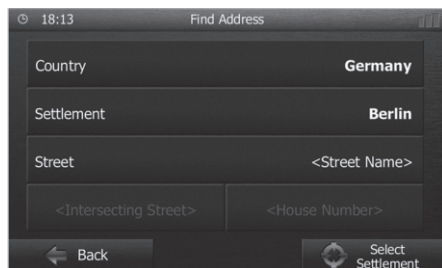 18:13 Find Address
Country Germany
Settlement Berlin
Street <Street Name>
<Intersecting Street> <House Number>
Back Select
Settlement